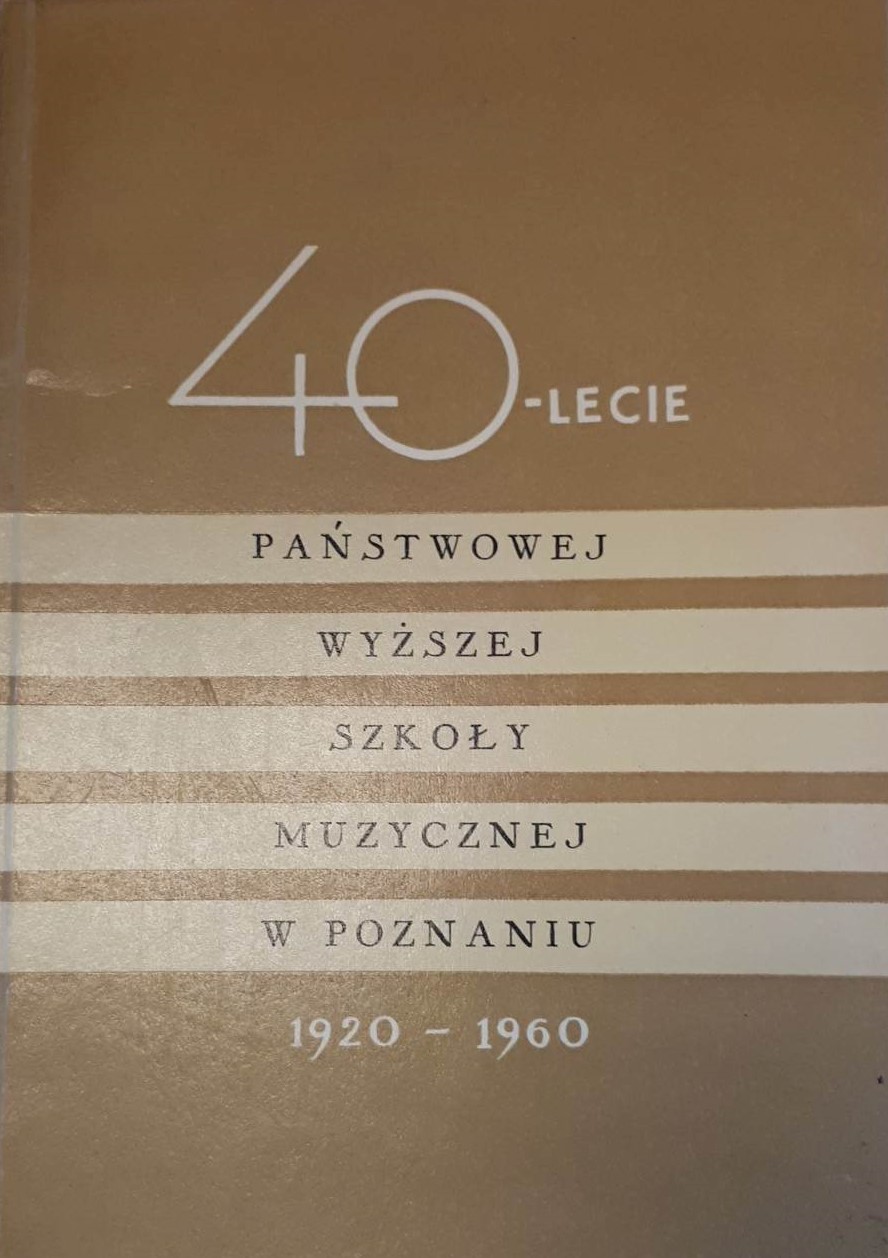 40-LECIE
PAŃSTWOWEJ
WYŻSZEJ
SZKOŁY
MUZYCZNEJ
W POZNANIU
1920 – 1960